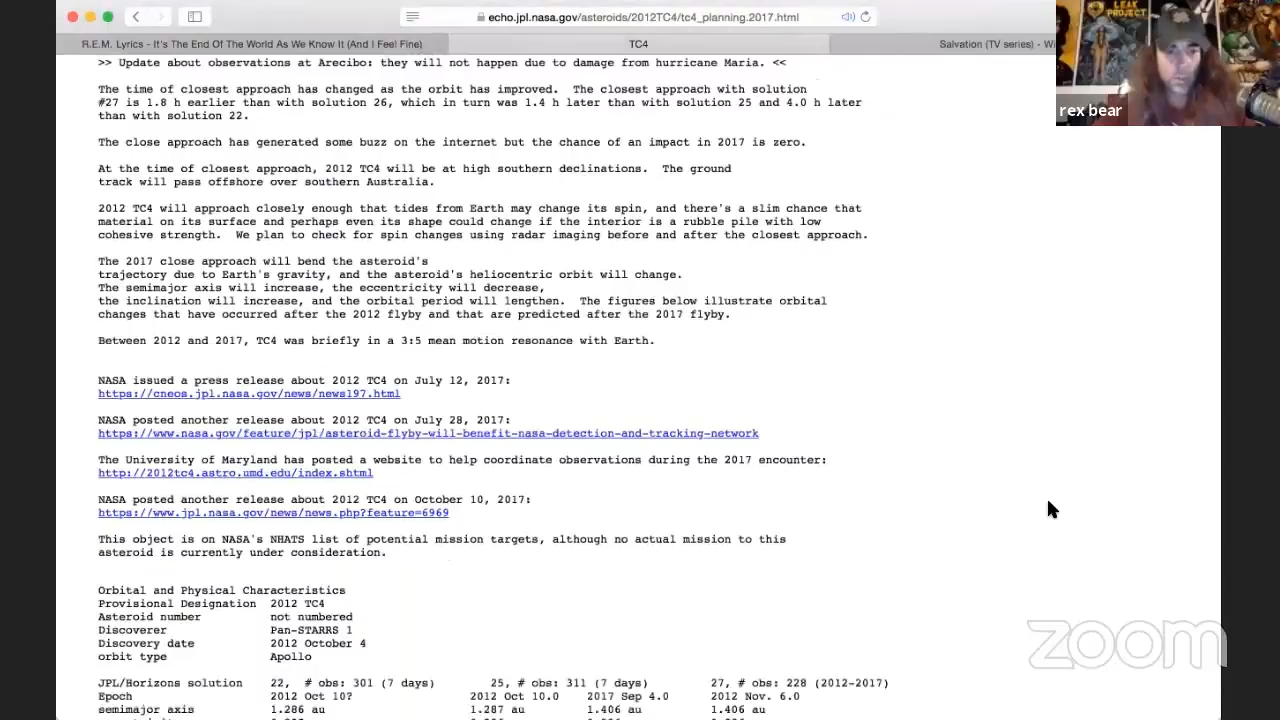 echo.jpl.nasa.gov/asteroids/2012TC4/tc4_planning.2017.html
R.E.M. Lyrics - It's The End Of The World As We Know It (And I Feel Fine)
TC4
Salvation (TV series) - Wi
LEAK PROJECT
rex bear
>> Update about observations at Arecibo: they will not happen due to damage from hurricane Maria. <<
The time of closest approach has changed as the orbit has improved. The closest approach with solution
#27 is 1.8 h earlier than with solution 26, which in turn was 1.4 h later than with solution 25 and 4.0 h later
than with solution 22.
The close approach has generated some buzz on the internet but the chance of an impact in 2017 is zero.
At the time of closest approach, 2012 TC4 will be at high southern declinations. The ground
track will pass offshore over southern Australia.
2012 TC4 will approach closely enough that tides from Earth may change its spin, and there's a slim chance that
material on its surface and perhaps even its shape could change if the interior is a rubble pile with low
cohesive strength. We plan to check for spin changes using radar imaging before and after the closest approach.
The 2017 close approach will bend the asteroid's
trajectory due to Earth's gravity, and the asteroid's heliocentric orbit will change.
The semimajor axis will increase, the eccentricity will decrease,
the inclination will increase, and the orbital period will lengthen. The figures below illustrate orbital
changes that have occurred after the 2012 flyby and that are predicted after the 2017 flyby.
Between 2012 and 2017, TC4 was briefly in a 3:5 mean motion resonance with Earth.
NASA issued a press release about 2012 TC4 on July 12, 2017:
https://cneos.jpl.nasa.gov/news/news197.html
NASA posted another release about 2012 TC4 on July 28, 2017:
https://www.nasa.gov/feature/jpl/asteroid-flyby-will-benefit-nasa-detection-and-tracking-network
The University of Maryland has posted a website to help coordinate observations during the 2017 encounter:
http://2012tc4.astro.umd.edu/index.shtml
NASA posted another release about 2012 TC4 on October 10, 2017:
https://www.jpl.nasa.gov/news/news.php?feature=6969
This object is on NASA's NHATS list of potential mission targets, although no actual mission to this
asteroid is currently under consideration.
Orbital and Physical Characteristics
Provisional Designation 2012 TC4
Asteroid number not numbered
Discoverer Pan-STARRS 1
Discovery date 2012 October 4
orbit type Apollo
JPL/Horizons solution 22, # obs: 301 (7 days) 25, # obs: 311 (7 days) 27, # obs: 228 (2012-2017)
Epoch 2012 Oct 10? 2012 Oct 10.0 2017 Sep 4.0 2012 Nov. 6.0
semimajor axis 1.286 au 1.287 au 1.406 au 1.406 au
zoom